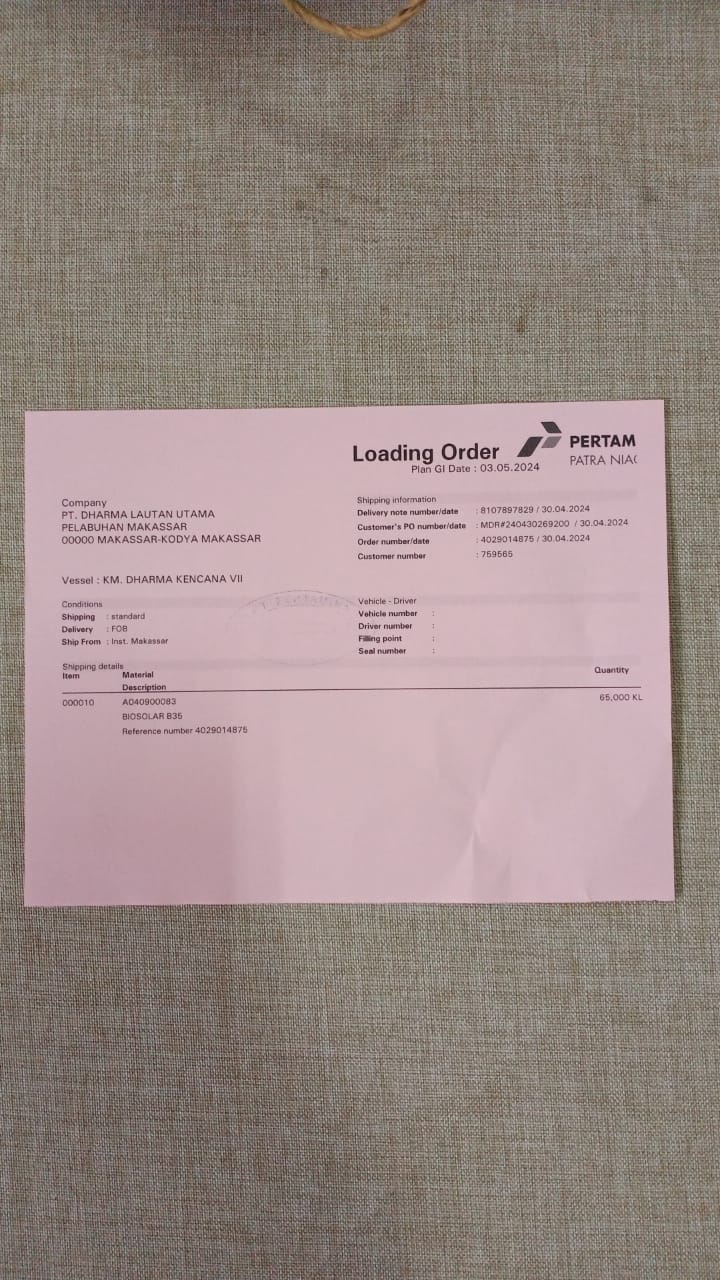 Loading Order
Plan GI Date : 03.05.2024
PERTAM
PATRA NIA
Company
PT. DHARMA LAUTAN UTAMA
PELABUHAN MAKASSAR
00000 MAKASSAR-KODYA MAKASSAR
Vessel : KM. DHARMA KENCANA VII
Shipping information
Delivery note number/date : 8107897829 / 30.04.2024
Customer's PO number/date : MDR#240430269200 / 30.04.2024
Order number/date : 4029014875 / 30.04.2024
Customer number : 759565
Conditions
Shipping : standard
Delivery : FOB
Ship From : Inst. Makassar
Vehicle - Driver
Vehicle number :
Driver number :
Filling point :
Seal number :
Shipping details
Item Material Quantity
Description
000010 A040900083 65,000 KL
BIOSOLAR B35
Reference number 4029014875